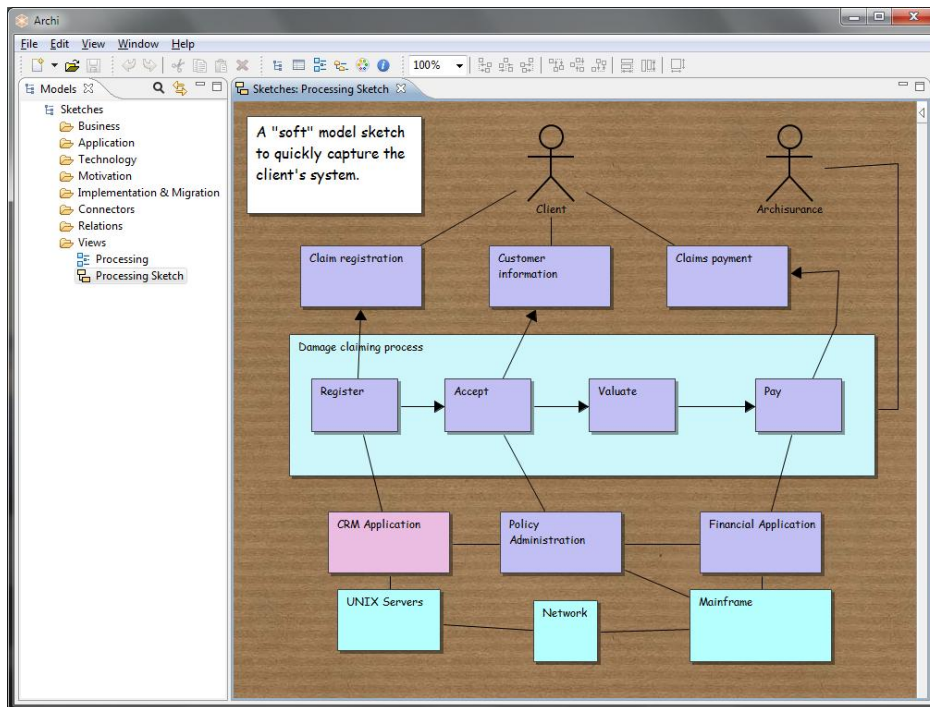 Archi
File Edit View Window Help
100%
Models
Sketches: Processing Sketch
Sketches
Business
Application
Technology
Motivation
Implementation & Migration
Connectors
Relations
Views
Processing
Processing Sketch
A "soft" model sketch
to quickly capture the
client's system.
Client
Archisurance
Claim registration
Customer
information
Claims payment
Damage claiming process
Register
Accept
Valuate
Pay
CRM Application
Policy
Administration
Financial Application
UNIX Servers
Network
Mainframe